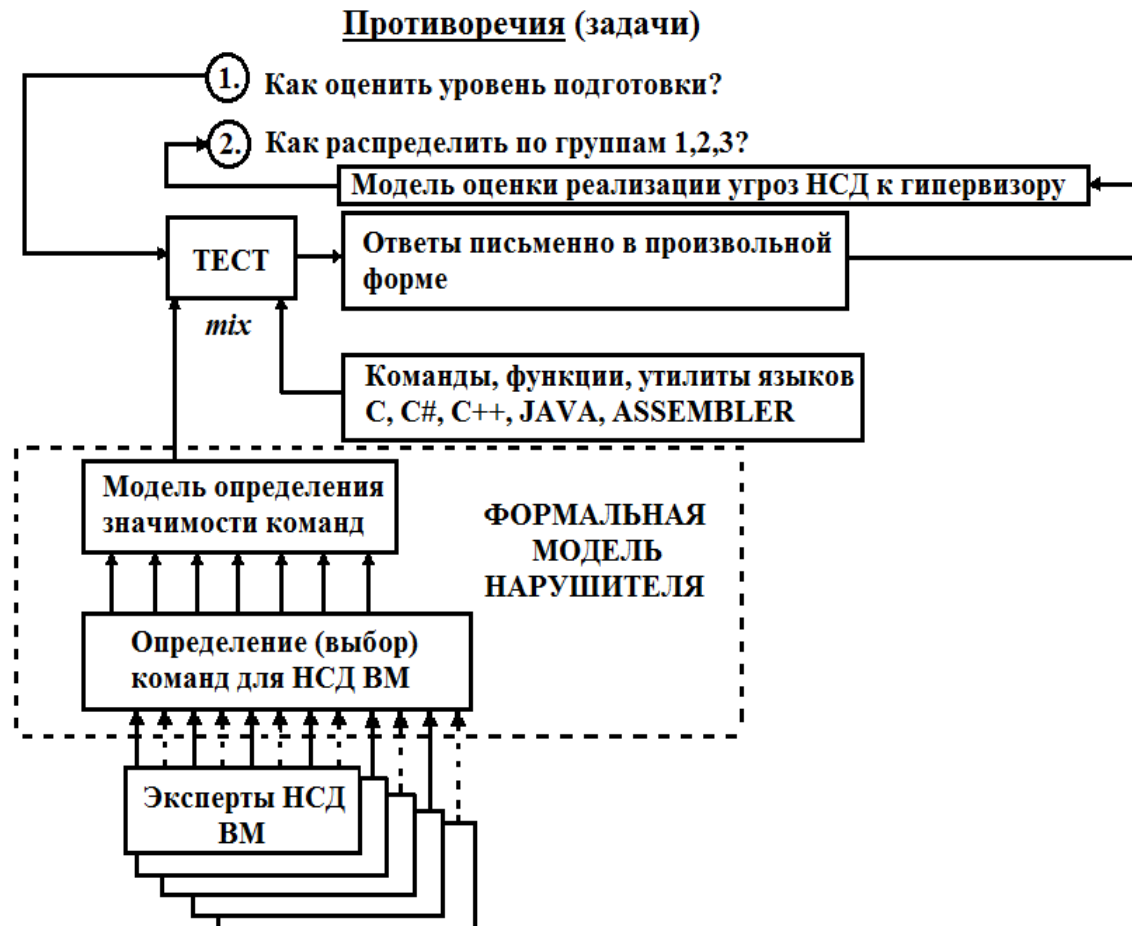 Противоречия (задачи)
1. Как оценить уровень подготовки?
2. Как распределить по группам 1,2,3?
Модель оценки реализации угроз НСД к гипервизору
ТЕСТ
Ответы письменно в произвольной
форме
mix
Команды, функции, утилиты языков
C, C#, C++, JAVA, ASSEMBLER
Модель определения
значимости команд
ФОРМАЛЬНАЯ
МОДЕЛЬ
НАРУШИТЕЛЯ
Определение (выбор)
команд для НСД ВМ
Эксперты НСД
ВМ